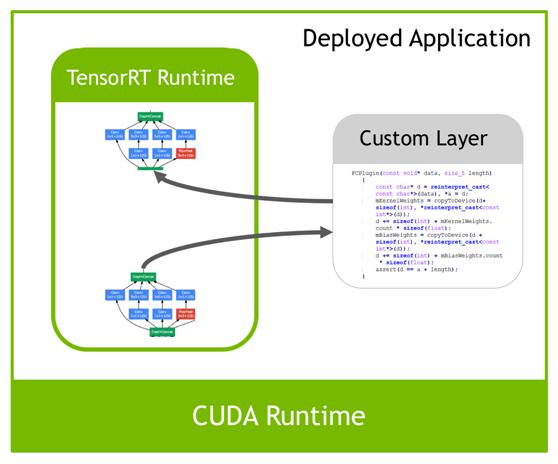 Deployed Application
TensorRT Runtime
DepthConcat
Custom Layer
FCPlugin(const void* data, size_t length)
{
const char* d = reinterpret_cast<
const char*>(data), *a = d;
mKernelWeights = copyToDevice(d+
sizeof(int), *reinterpret_cast<const
int*>(d));
d += sizeof(int) + mKernelWeights.
count * sizeof(float);
mBiasWeights = copyToDevice(d +
sizeof(int), *reinterpret_cast<const
int*>(d));
d += sizeof(int) + mBiasWeights.count
* sizeof(float);
assert(d == a + length);
}
DepthConcat
CUDA Runtime